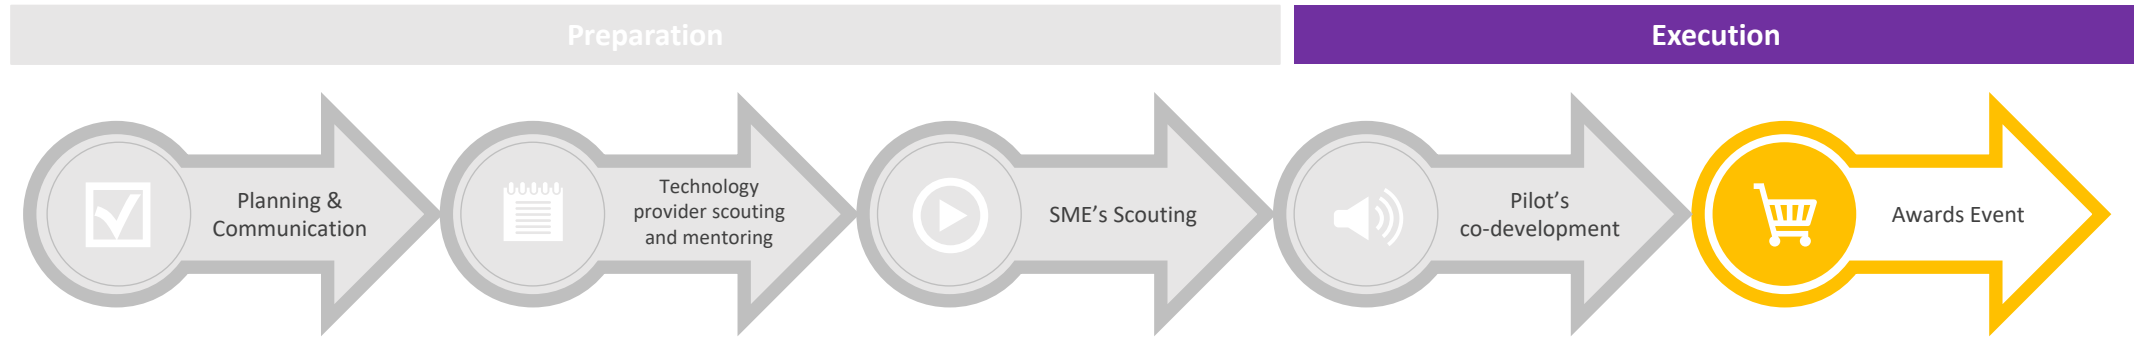 Preparation
Execution
Planning &
Communication
Technology
provider scouting
and mentoring
SME’s Scouting
Pilot’s
co-development
Awards Event